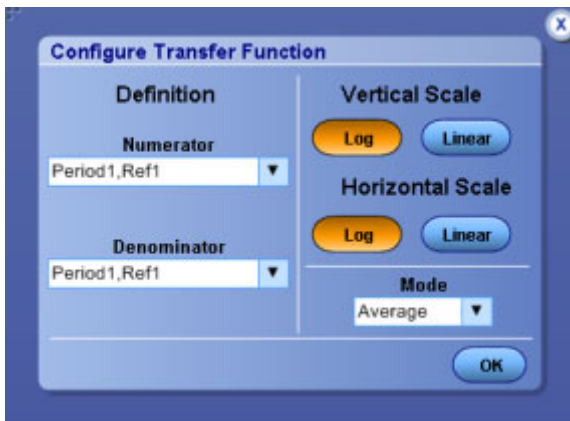 X
Configure Transfer Function
Definition
Numerator
Period1,Ref1
Denominator
Period1,Ref1
Vertical Scale
Log Linear
Horizontal Scale
Log Linear
Mode
Average
OK